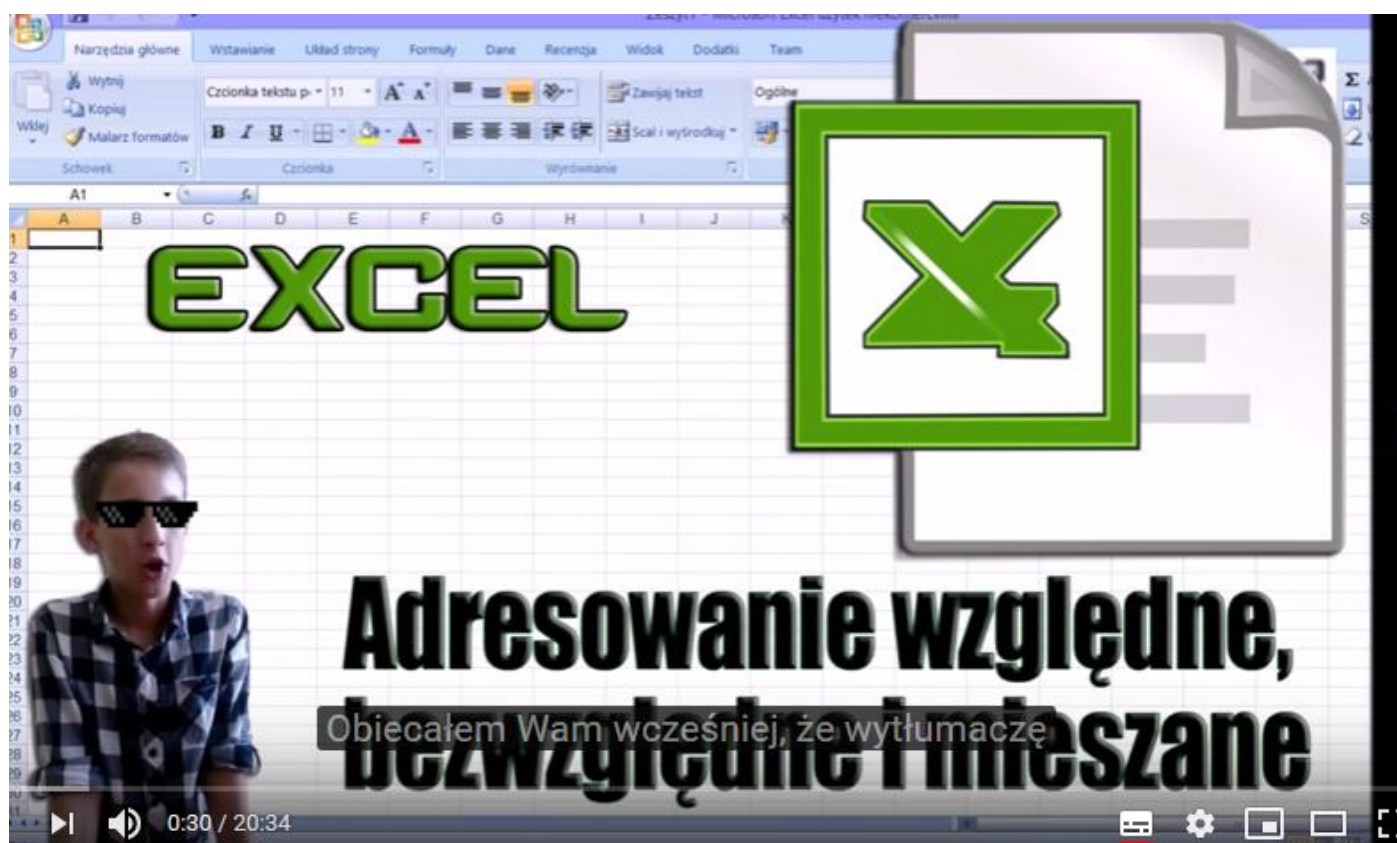 Narzędzia główne Wstawianie Układ strony Formuły Dane Recenzja Widok Dodatki Team
Wytnij
Kopiuj
Malarz formatów
Wklej
Czcionka tekstu p 11
Zawijaj tekst
Scal i wyśrodkuj
Ogólne
B I U
Schowek Czcionka Wyrównanie
A1
A B C D E F G H I J
EXCEL
Adresowanie względne,
bezwzględne i mieszane
Obiecałem Wam wcześniej, że wytłumaczę
0:30 / 20:34